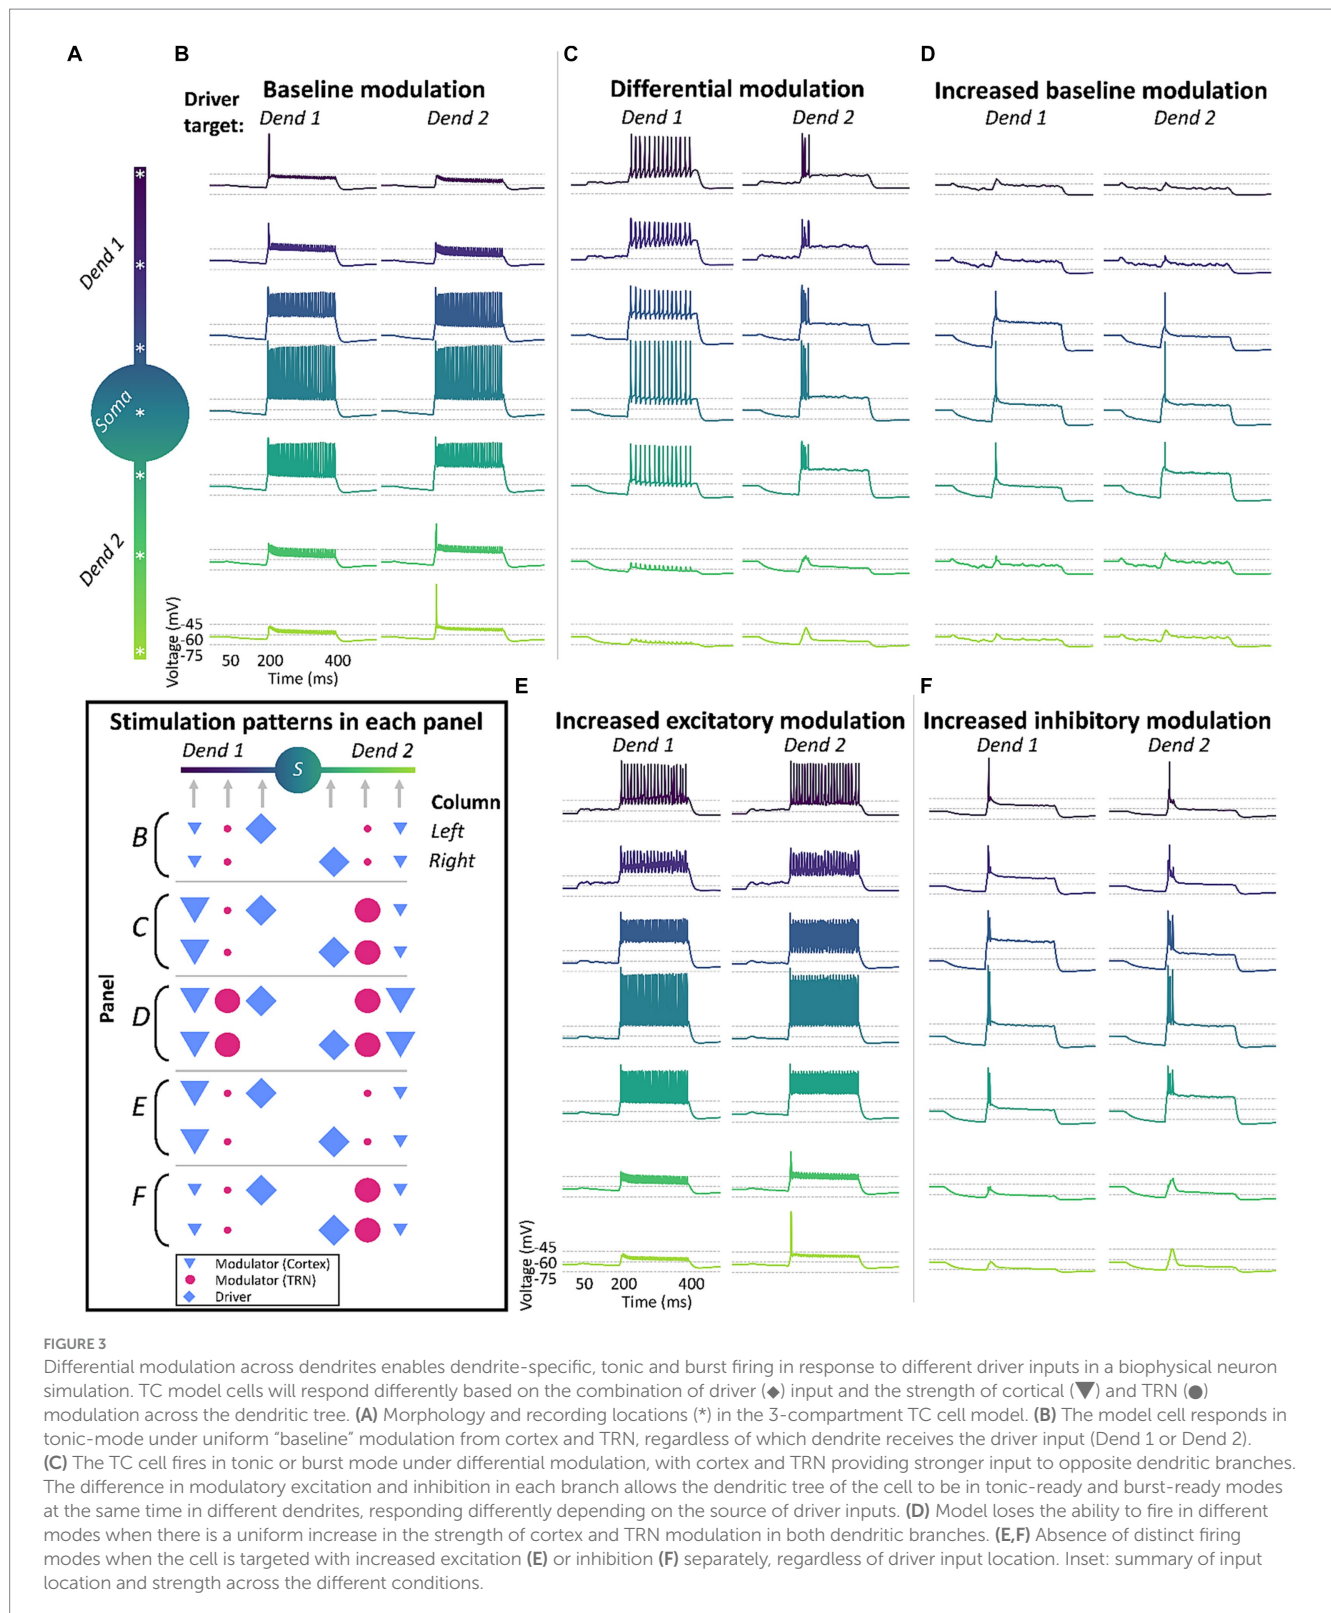 A
B
C
D
Baseline modulation
Differential modulation
Increased baseline modulation
Driver
target:
Dend 1
Dend 2
Dend 1
Dend 2
Dend 1
Dend 2
Dend 1
Soma
Dend 2
Voltage (mV)
-45
-60
-75
50 200 400
Time (ms)
Stimulation patterns in each panel
Dend 1
Dend 2
S
Column
Left
Right
Panel
B
C
D
E
F
Modulator (Cortex)
Modulator (TRN)
Driver
E
F
Increased excitatory modulation
Increased inhibitory modulation
Dend 1
Dend 2
Dend 1
Dend 2
Voltage (mV)
-45
-60
-75
50 200 400
Time (ms)
FIGURE 3
Differential modulation across dendrites enables dendrite-specific, tonic and burst firing in response to different driver inputs in a biophysical neuron
simulation. TC model cells will respond differently based on the combination of driver (◆) input and the strength of cortical (▼) and TRN (●)
modulation across the dendritic tree. (A) Morphology and recording locations (*) in the 3-compartment TC cell model. (B) The model cell responds in
tonic-mode under uniform “baseline” modulation from cortex and TRN, regardless of which dendrite receives the driver input (Dend 1 or Dend 2).
(C) The TC cell fires in tonic or burst mode under differential modulation, with cortex and TRN providing stronger input to opposite dendritic branches.
The difference in modulatory excitation and inhibition in each branch allows the dendritic tree of the cell to be in tonic-ready and burst-ready modes
at the same time in different dendrites, responding differently depending on the source of driver inputs. (D) Model loses the ability to fire in different
modes when there is a uniform increase in the strength of cortex and TRN modulation in both dendritic branches. (E,F) Absence of distinct firing
modes when the cell is targeted with increased excitation (E) or inhibition (F) separately, regardless of driver input location. Inset: summary of input
location and strength across the different conditions.